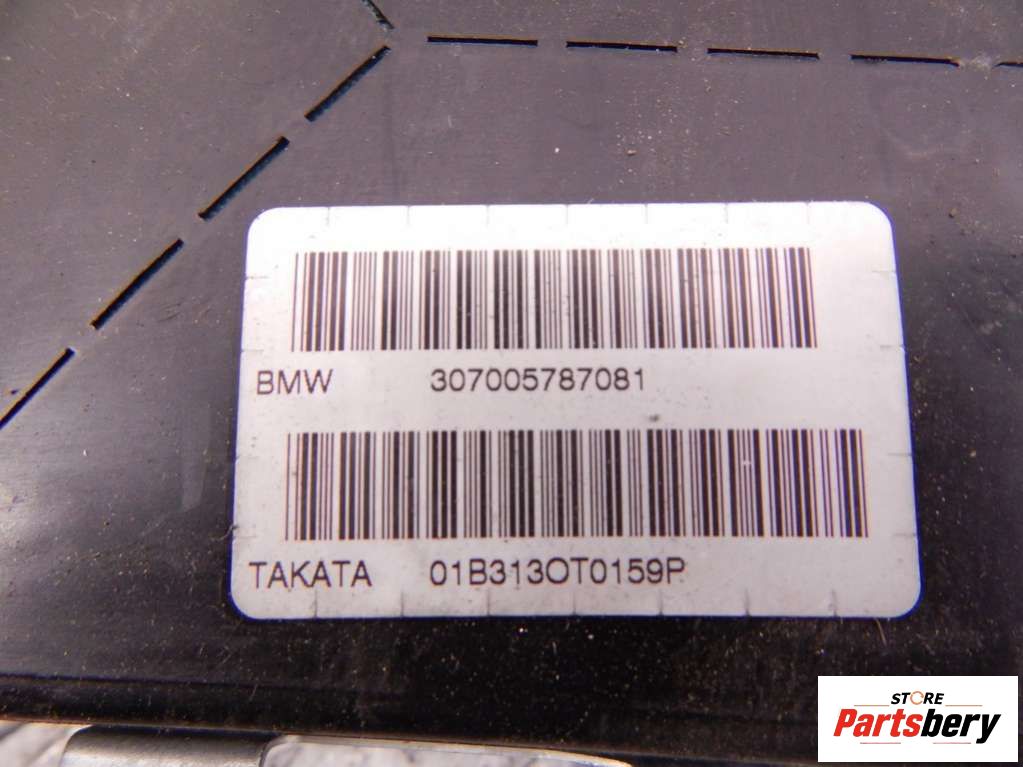 BMW 307005787081
TAKATA 01B313OT0159P
STORE
Partsbery